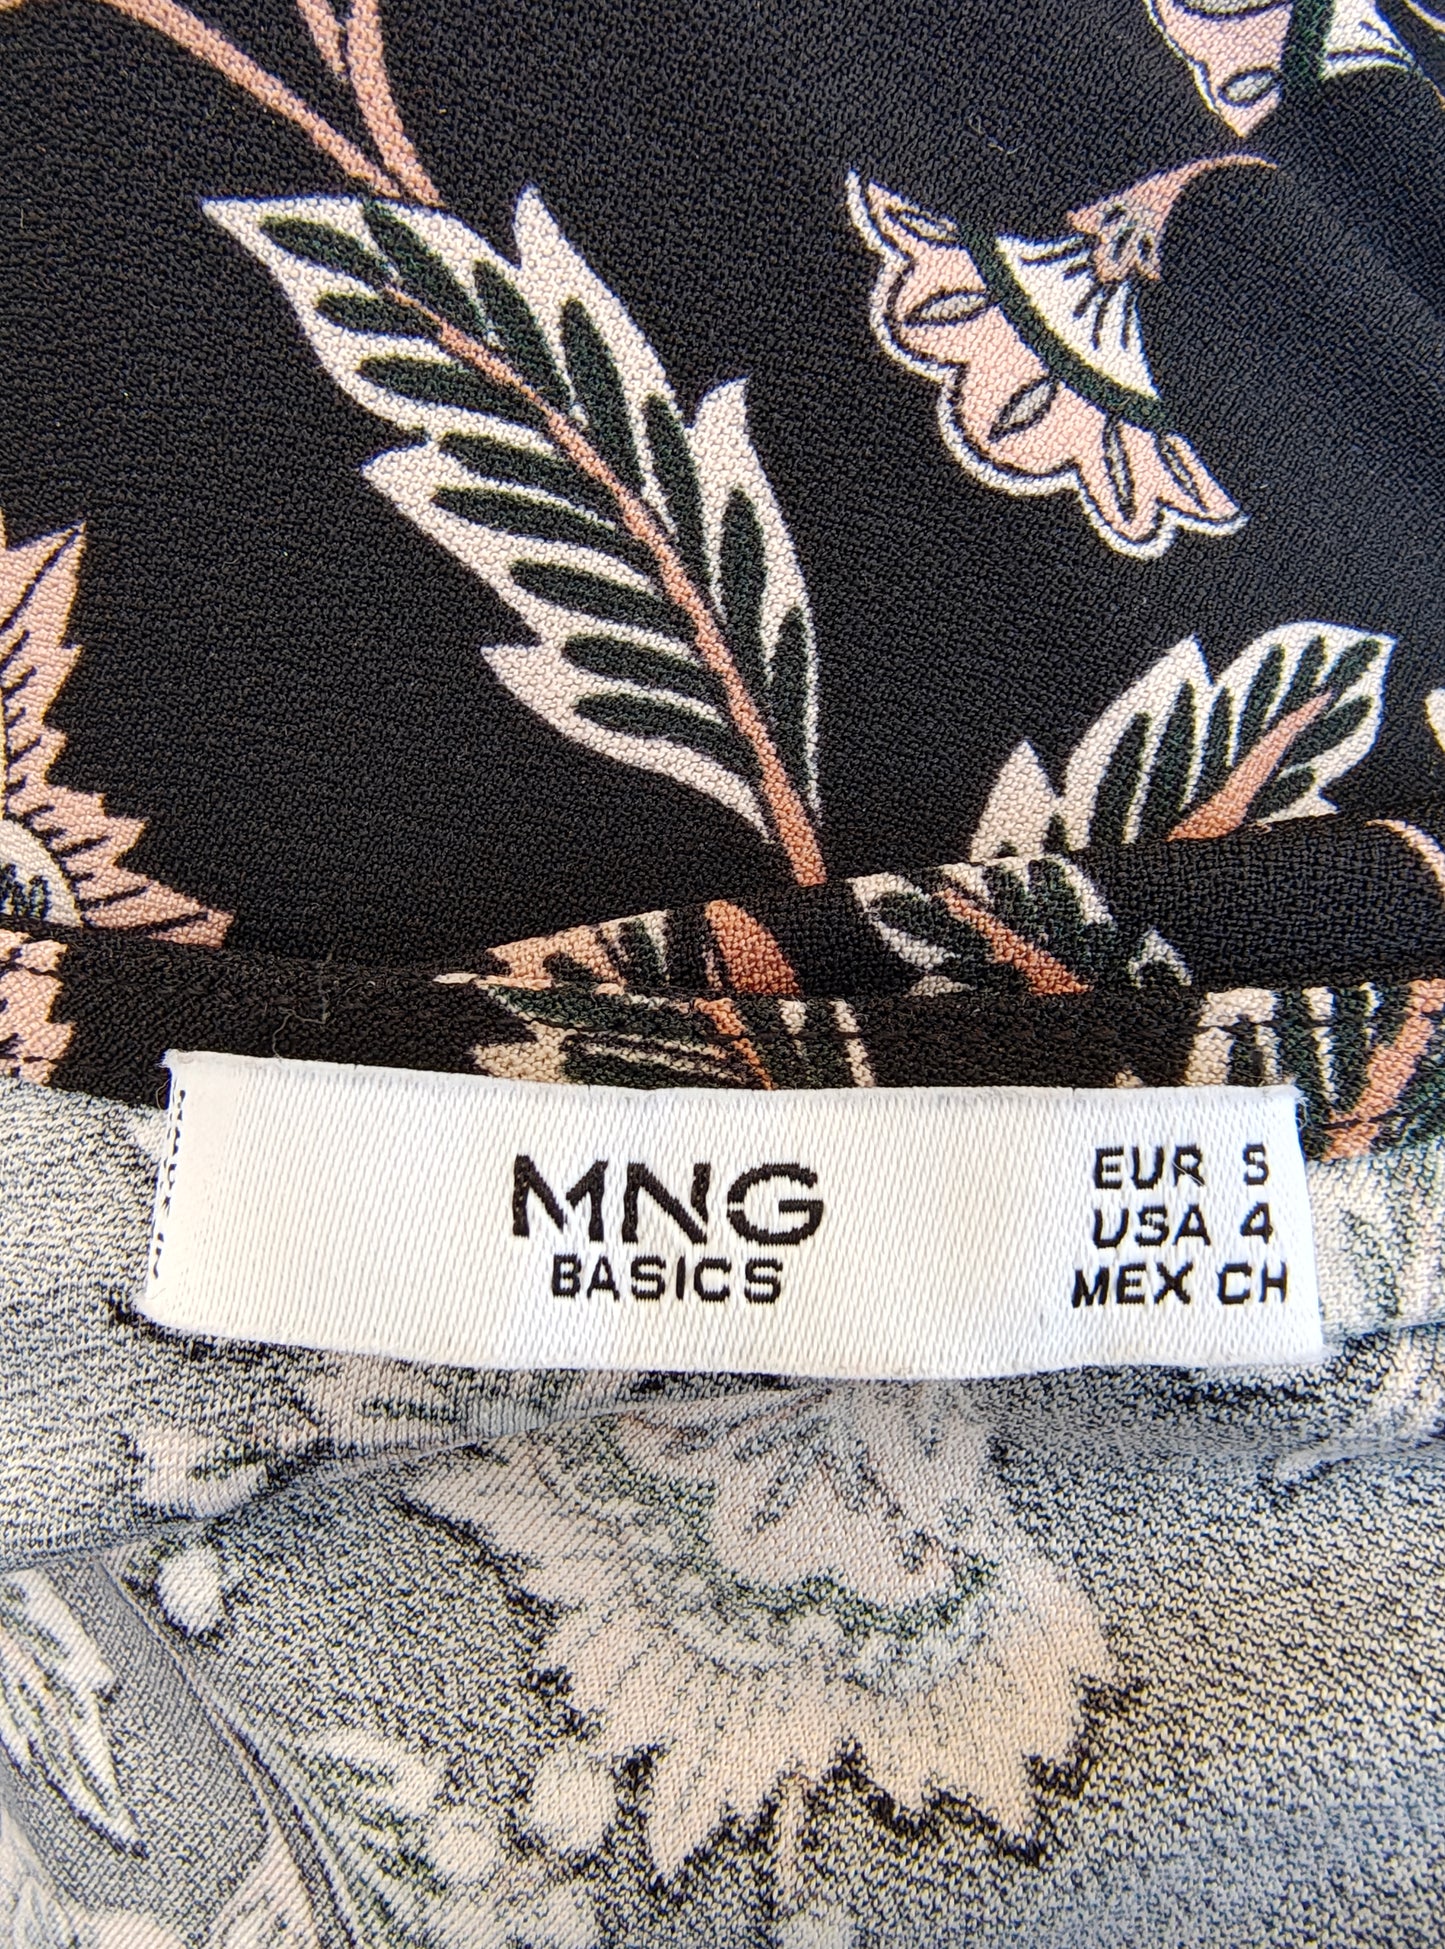 MNG
BASICS
EUR S
USA 4
MEX CH